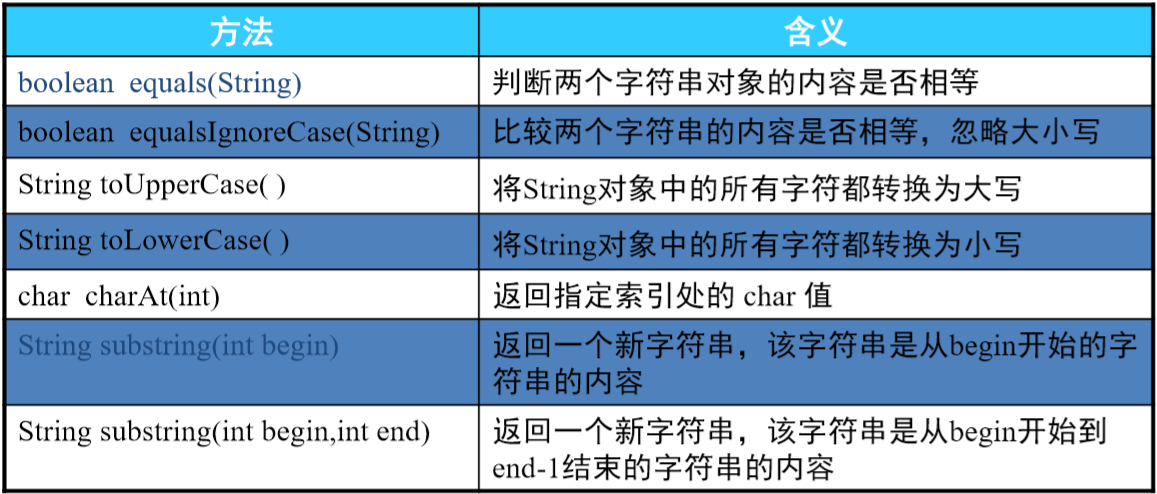 方法 含义
boolean equals(String) 判断两个字符串对象的内容是否相等
boolean equalsIgnoreCase(String) 比较两个字符串的内容是否相等，忽略大小写
String toUpperCase( ) 将String对象中的所有字符都转换为大写
String toLowerCase( ) 将String对象中的所有字符都转换为小写
char charAt(int) 返回指定索引处的 char 值
String substring(int begin) 返回一个新字符串，该字符串是从begin开始的字
符串的内容
String substring(int begin,int end) 返回一个新字符串，该字符串是从begin开始到
end-1结束的字符串的内容